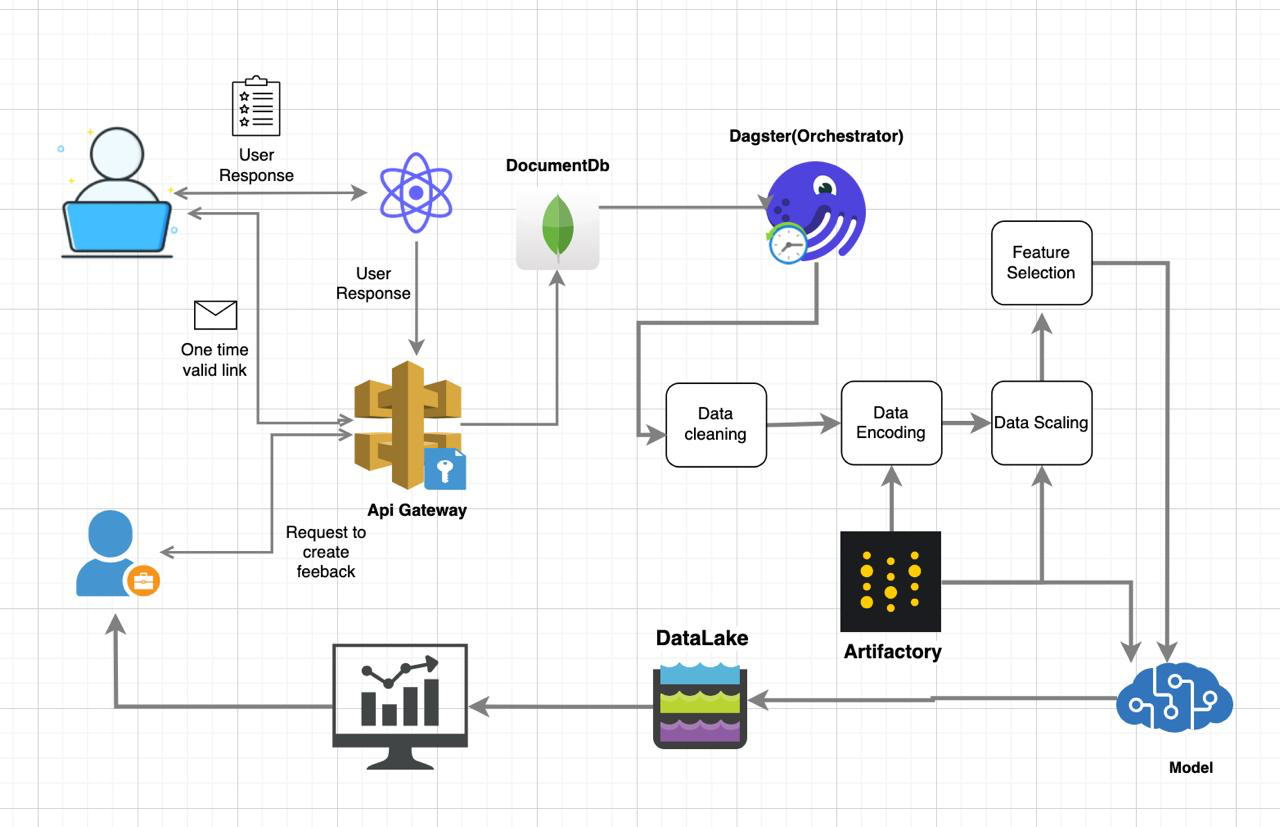 Dagster(Orchestrator)
User
Response
DocumentDb
User
Response
Feature
Selection
One time
valid link
Data
cleaning
Data
Encoding
Data Scaling
Api Gateway
Request to
create
feeback
DataLake
Artifactory
Model